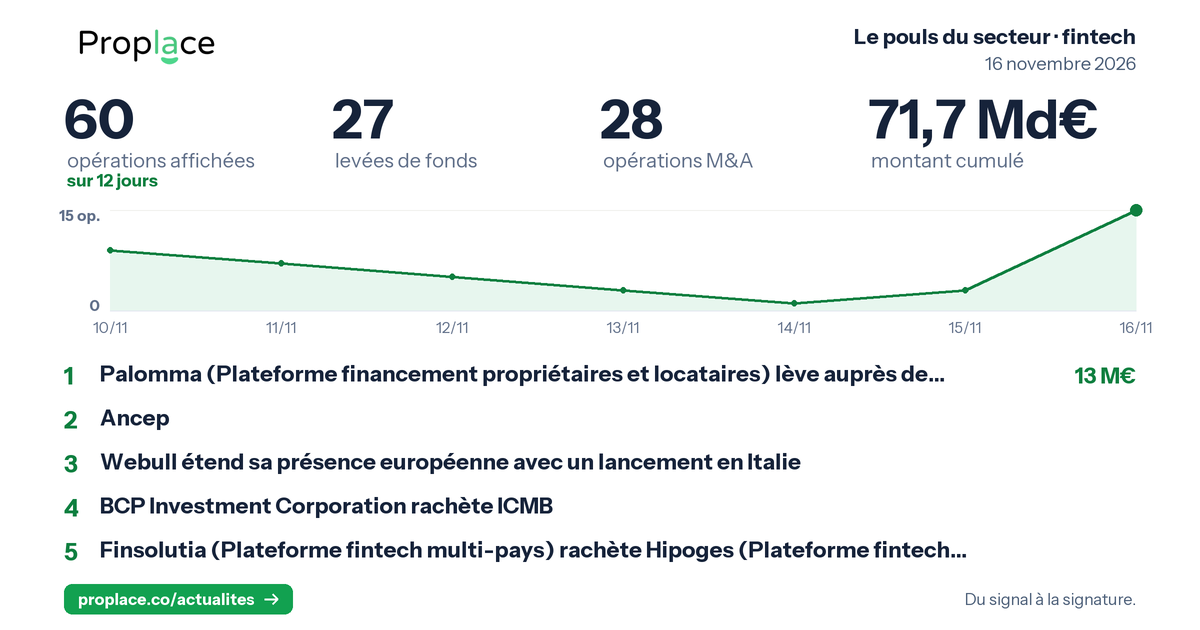 Proplace
Le pouls du secteur · fintech
16 novembre 2026
60
opérations affichées
sur 12 jours
27
levées de fonds
28
opérations M&A
71,7 Md€
montant cumulé
15 op.
0
10/11 11/11 12/11 13/11 14/11 15/11 16/11
1 Palomma (Plateforme financement propriétaires et locataires) lève auprès de... 13 M€
2 Ancep
3 Webull étend sa présence européenne avec un lancement en Italie
4 BCP Investment Corporation rachète ICMB
5 Finsolutia (Plateforme fintech multi-pays) rachète Hipoges (Plateforme fintech...
proplace.co/actualites →
Du signal à la signature.